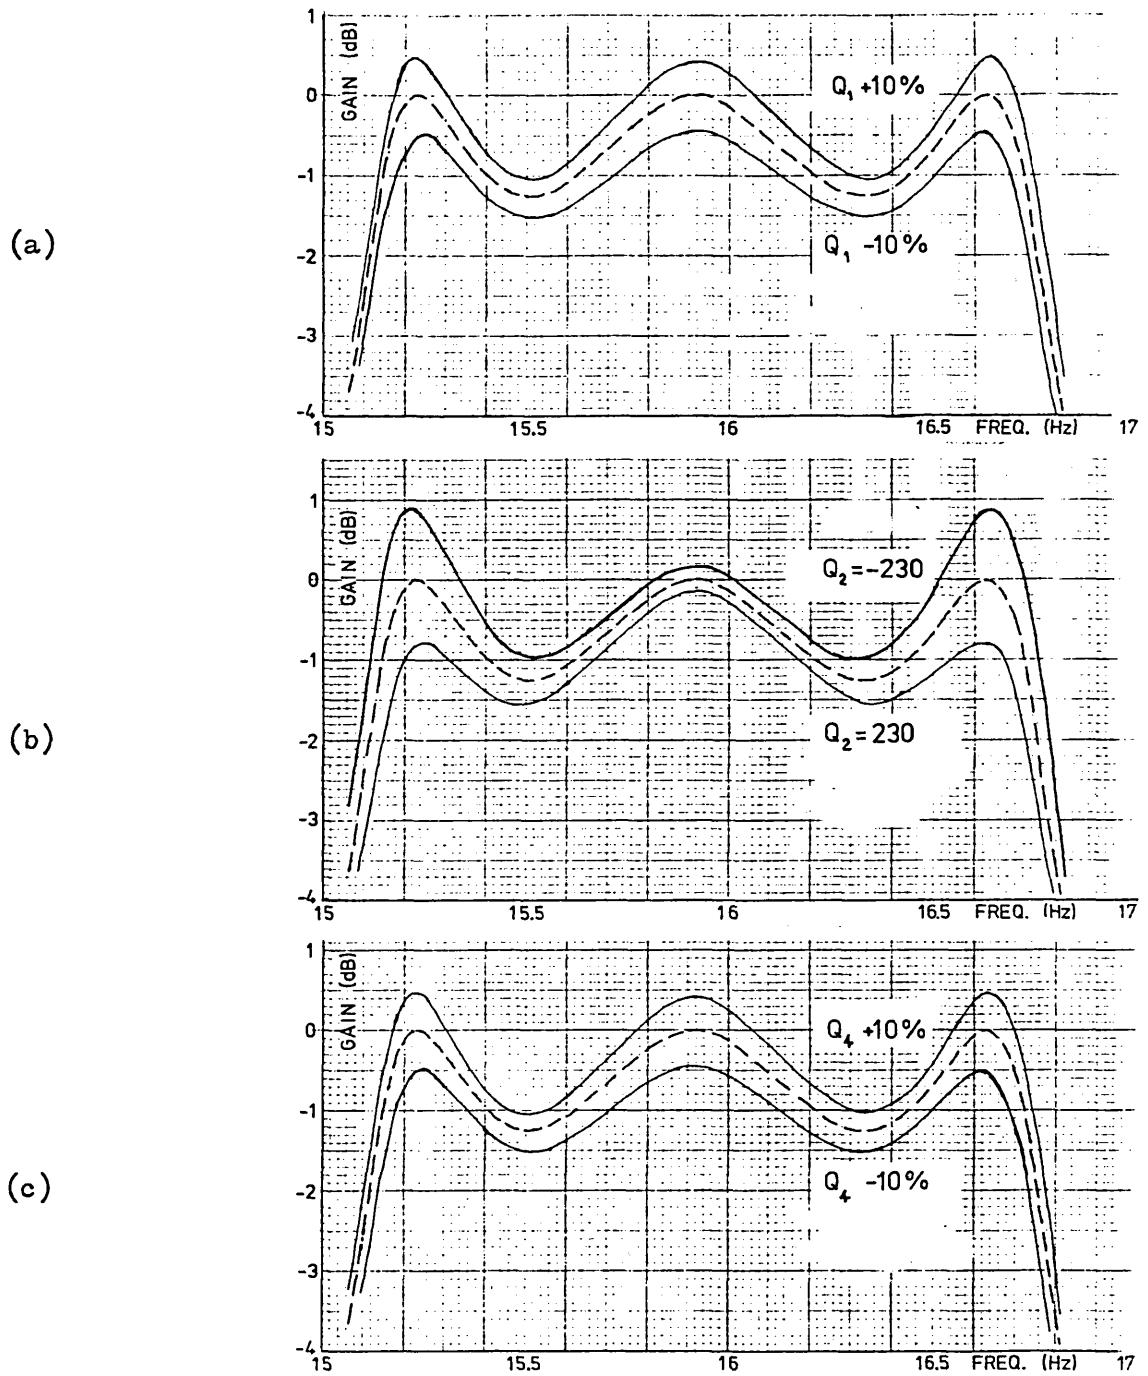 (a)
GAIN (dB)
1
0
-1
-2
-3
-4
Q₁ +10%
Q₁ -10%
15 15.5 16 16.5 FREQ. (Hz) 17
(b)
GAIN (dB)
1
0
-1
-2
-3
-4
Q₂=-230
Q₂=230
15 15.5 16 16.5 FREQ. (Hz) 17
(c)
GAIN (dB)
1
0
-1
-2
-3
-4
Q₄ +10%
Q₄ -10%
15 15.5 16 16.5 FREQ. (Hz) 17